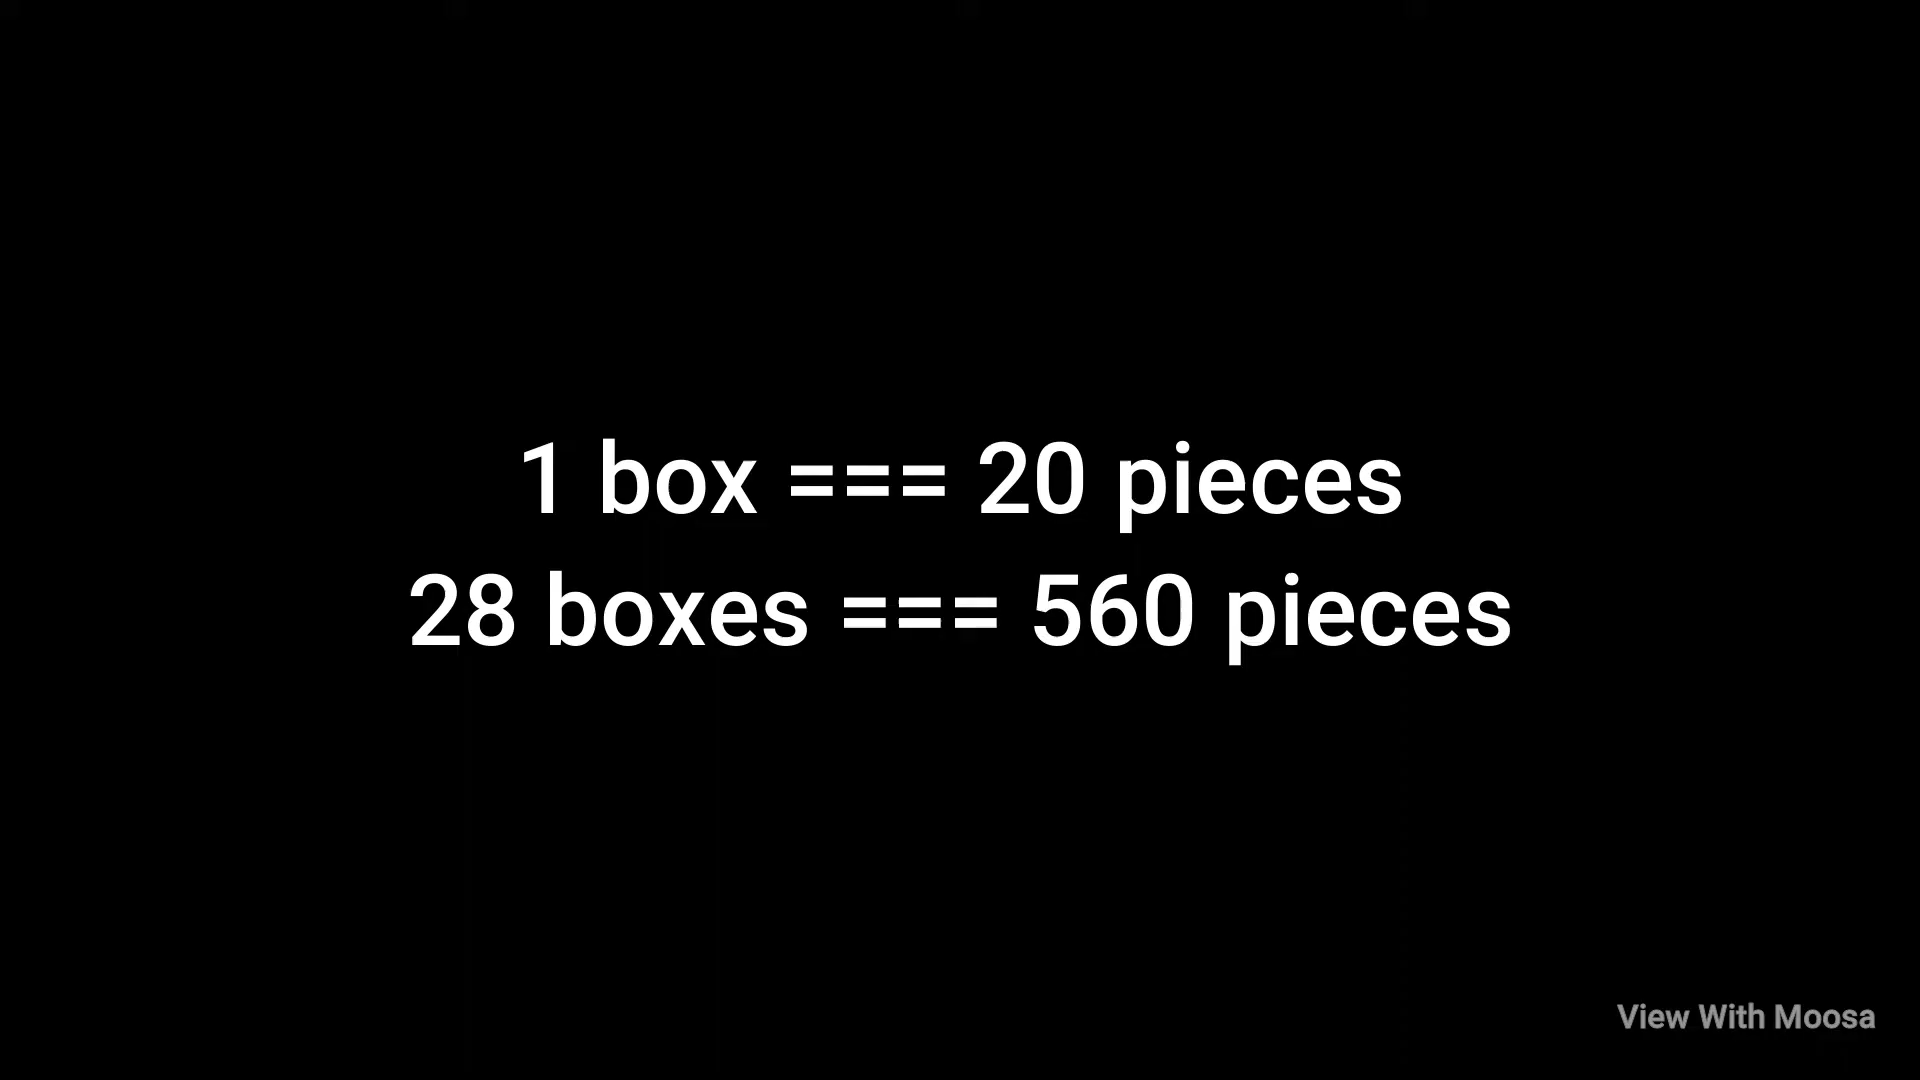 1 box === 20 pieces
28 boxes === 560 pieces
View With Moosa